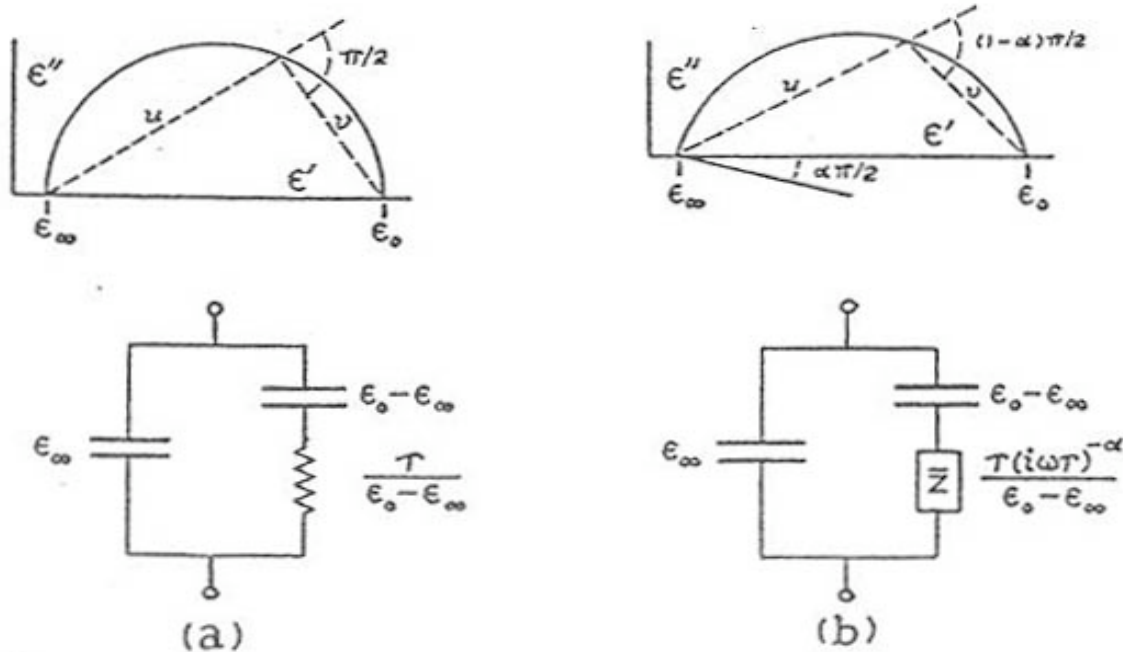 ε''
π/2
u
v
ε'
ε∞
ε₀
ε''
(1-α)π/2
u
v
ε'
απ/2
ε∞
ε₀
ε∞
ε₀-ε∞
τ
ε₀-ε∞
(a)
ε∞
ε₀-ε∞
Z̄
τ(iωτ)^-α
ε₀-ε∞
(b)